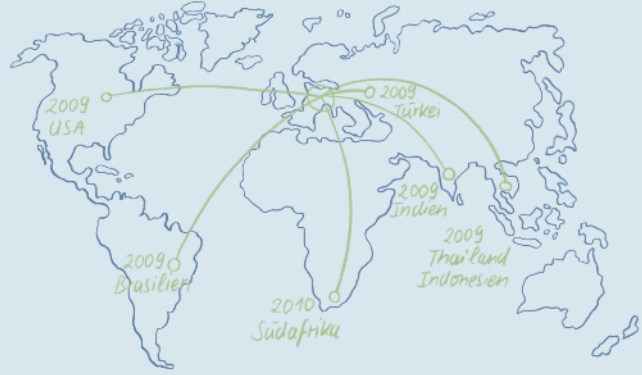 2009
USA
2009
Türkei
2009
Indien
2009
Thailand
Indonesien
2009
Brasilien
2010
Südafrika